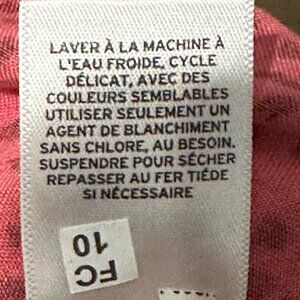 LAVER À LA MACHINE À
L'EAU FROIDE, CYCLE
DÉLICAT, AVEC DES
COULEURS SEMBLABLES
UTILISER SEULEMENT UN
AGENT DE BLANCHIMENT
SANS CHLORE, AU BESOIN.
SUSPENDRE POUR SÉCHER
REPASSER AU FER TIÉDE
SI NÉCESSAIRE
FC
10